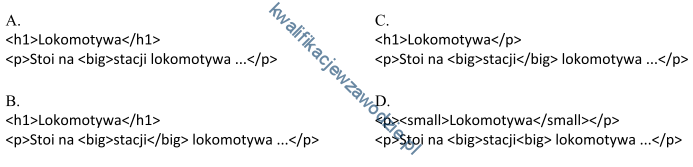 A.
<h1>Lokomotywa</h1>
<p>Stoi na <big>stacji lokomotywa ...</p>
B.
<h1>Lokomotywa</h1>
<p>Stoi na <big>stacji</big> lokomotywa ...</p>
C.
<h1>Lokomotywa</p>
<p>Stoi na <big>stacji</big> lokomotywa ...</p>
D.
<p><small>Lokomotywa</small></p>
<p>Stoi na <big>stacji<big> lokomotywa ...</p>
kwalifikacjewzawodzie.pl